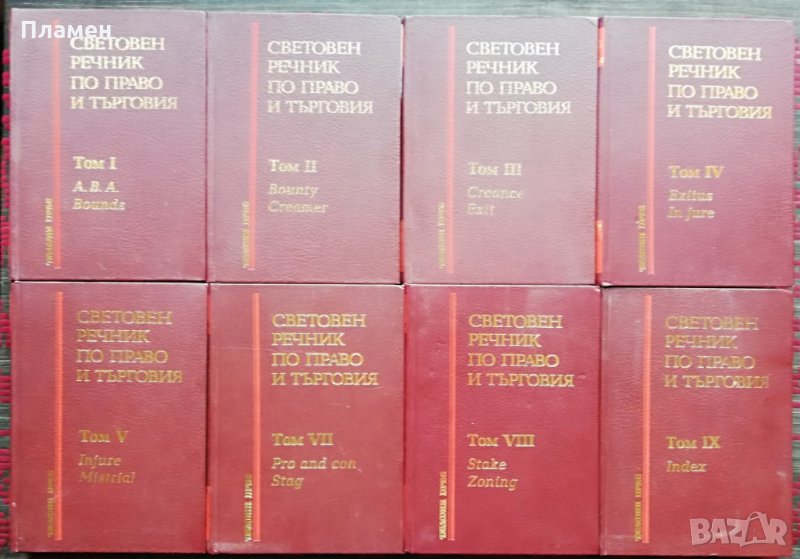 Пламен
СВЕТОВЕН
РЕЧНИК
ПО ПРАВО
И ТЪРГОВИЯ
Том I
A.B.A.
Bounds
СВЕТОВЕН
РЕЧНИК
ПО ПРАВО
И ТЪРГОВИЯ
Том II
Bounty
Creamer
СВЕТОВЕН
РЕЧНИК
ПО ПРАВО
И ТЪРГОВИЯ
Том III
Creance
Exit
СВЕТОВЕН
РЕЧНИК
ПО ПРАВО
И ТЪРГОВИЯ
Том IV
Exitus
In jure
СВЕТОВЕН
РЕЧНИК
ПО ПРАВО
И ТЪРГОВИЯ
Том V
Injure
Mistrial
СВЕТОВЕН
РЕЧНИК
ПО ПРАВО
И ТЪРГОВИЯ
Том VII
Pro and con
Stag
СВЕТОВЕН
РЕЧНИК
ПО ПРАВО
И ТЪРГОВИЯ
Том VIII
Stake
Zoning
СВЕТОВЕН
РЕЧНИК
ПО ПРАВО
И ТЪРГОВИЯ
Том IX
Index
BAZAR